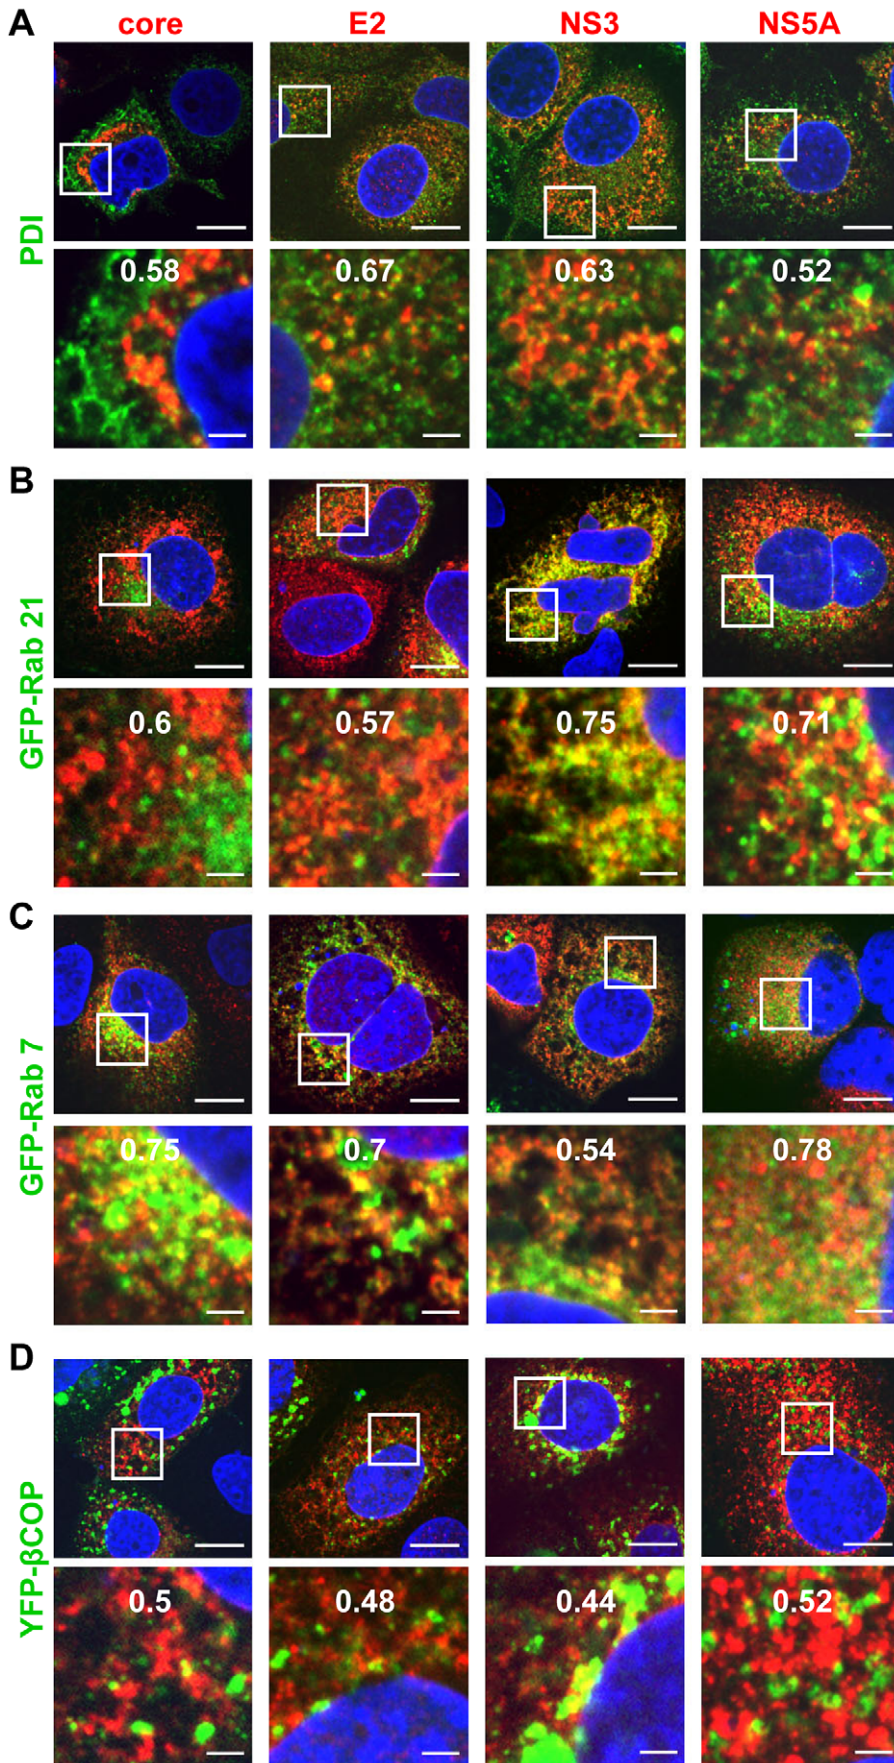 A core E2 NS3 NS5A
PDI
0.58 0.67 0.63 0.52
B
GFP-Rab 21
0.6 0.57 0.75 0.71
C
GFP-Rab 7
0.75 0.7 0.54 0.78
D
YFP-βCOP
0.5 0.48 0.44 0.52